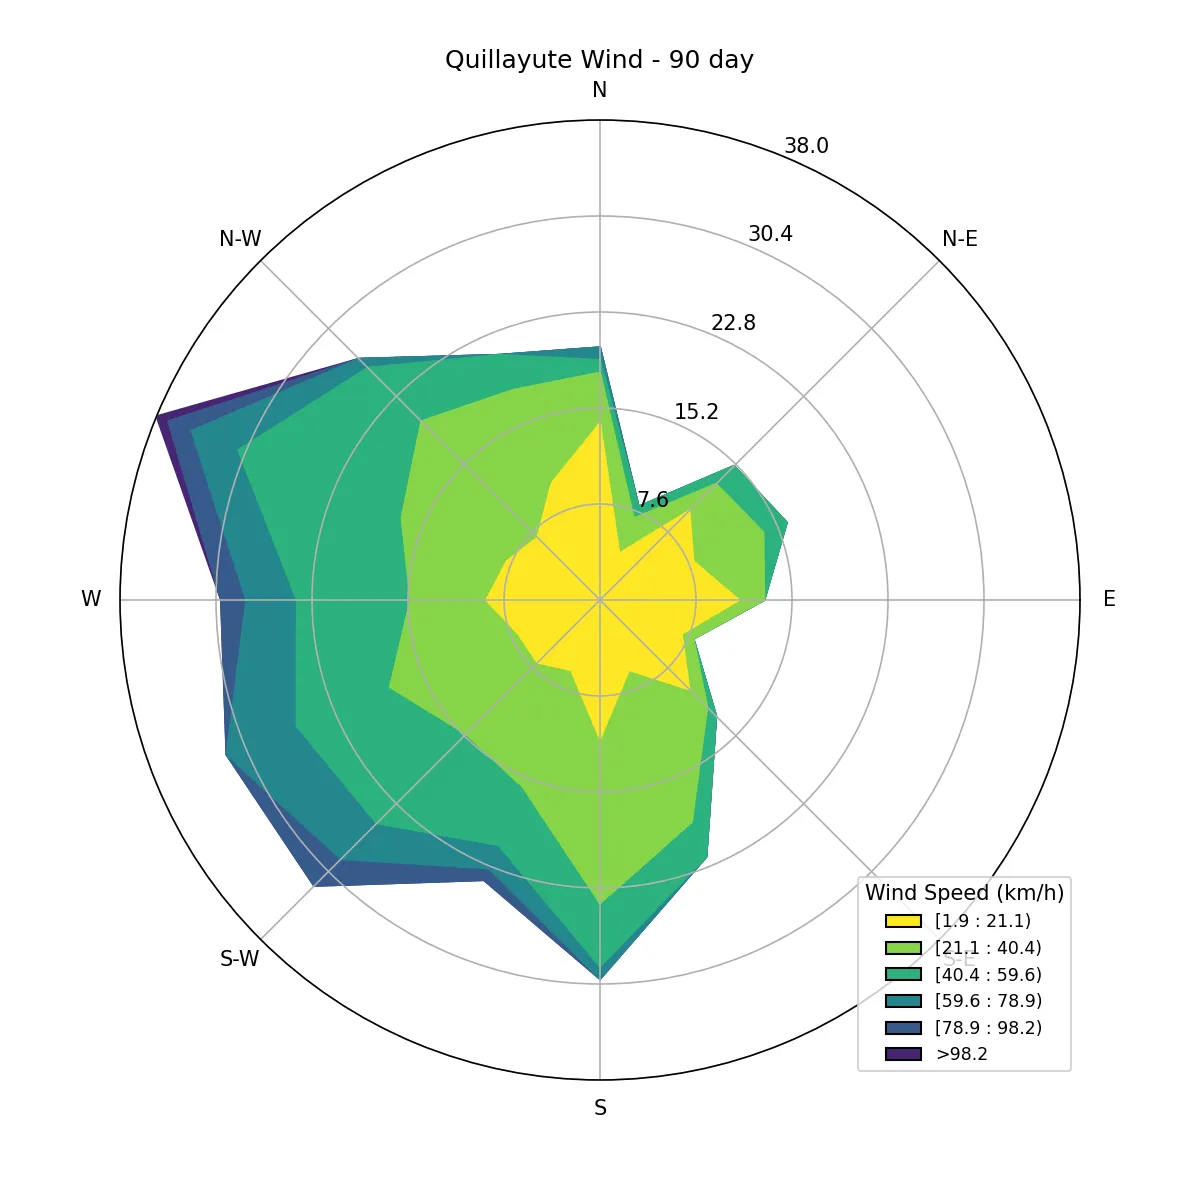 Quillayute Wind - 90 day
N
38.0
N-W
30.4
N-E
22.8
15.2
7.6
W
E
Wind Speed (km/h)
[1.9 : 21.1)
[21.1 : 40.4)
S-W
S-E
[40.4 : 59.6)
[59.6 : 78.9)
[78.9 : 98.2)
>98.2
S